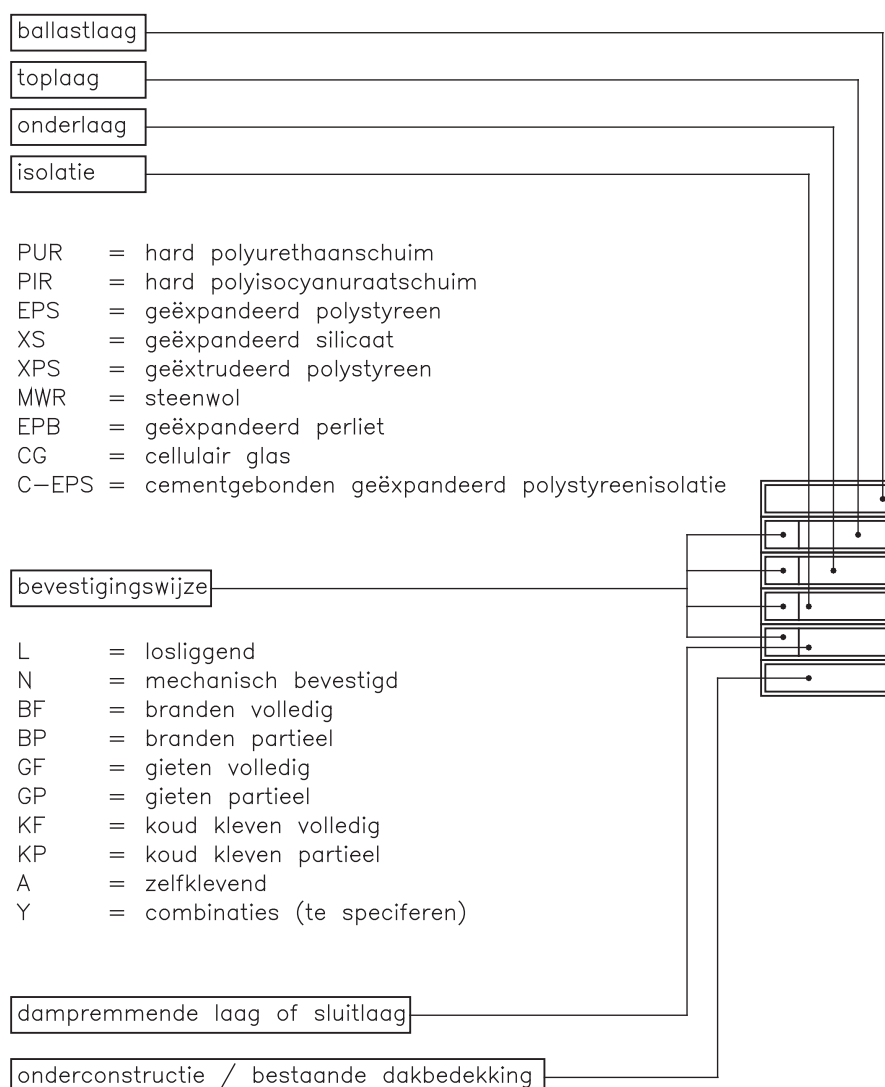 ballastlaag
toplaag
onderlaag
isolatie
PUR = hard polyurethaanschuim
PIR = hard polyisocyanuraatschuim
EPS = geëxpandeerd polystyreen
XS = geëxpandeerd silicaat
XPS = geëxtrudeerd polystyreen
MWR = steenwol
EPB = geëxpandeerd perliet
CG = cellulair glas
C-EPS = cementgebonden geëxpandeerd polystyreenisolatie
bevestigingswijze
L = losliggend
N = mechanisch bevestigd
BF = branden volledig
BP = branden partieel
GF = gieten volledig
GP = gieten partieel
KF = koud kleven volledig
KP = koud kleven partieel
A = zelfklevend
Y = combinaties (te speciferen)
dampremmende laag of sluitlaag
onderconstructie / bestaande dakbedekking